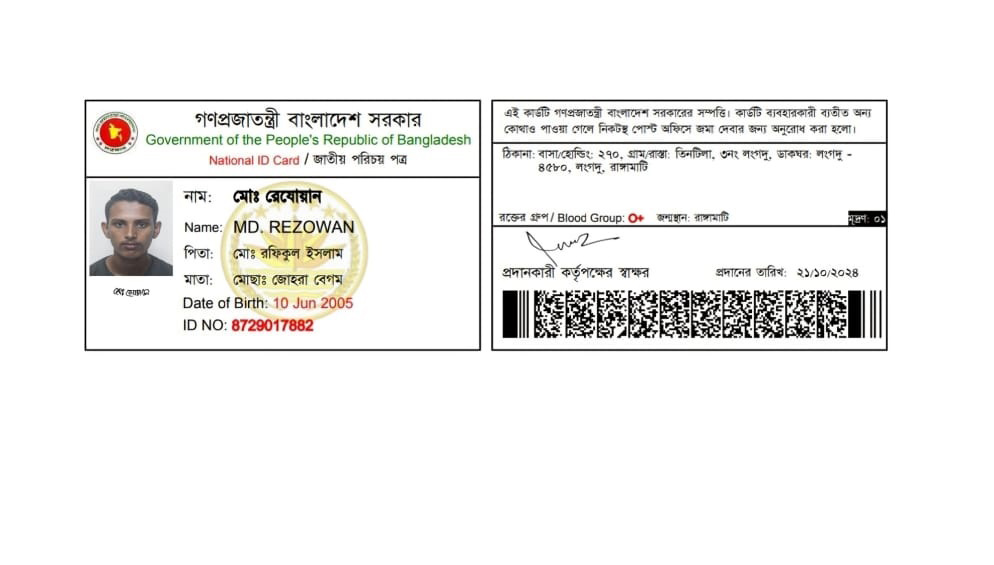 গণপ্রজাতন্ত্রী বাংলাদেশ সরকার
Government of the People's Republic of Bangladesh
National ID Card / জাতীয় পরিচয় পত্র
নাম: মোঃ রেযোয়ান
Name: MD. REZOWAN
পিতা: মোঃ রফিকুল ইসলাম
মাতা: মোছাঃ জোহরা বেগম
Date of Birth: 10 Jun 2005
ID NO: 8729017882
এই কার্ডটি গণপ্রজাতন্ত্রী বাংলাদেশ সরকারের সম্পত্তি। কার্ডটি ব্যবহারকারী ব্যতীত অন্য
কোথাও পাওয়া গেলে নিকটস্থ পোস্ট অফিসে জমা দেবার জন্য অনুরোধ করা হলো।
ঠিকানা: বাসা/হোল্ডিং: ২৭০, গ্রাম/রাস্তা: তিনটিলা, ৩নং লংগদু, ডাকঘর: লংগদু -
৪৫৮০, লংগদু, রাঙ্গামাটি
রক্তের গ্রুপ / Blood Group: O+ জন্মস্থান: রাঙ্গামাটি মুদ্রণ: ০১
প্রদানকারী কর্তৃপক্ষের স্বাক্ষর প্রদানের তারিখ: ২১/১০/২০২৪